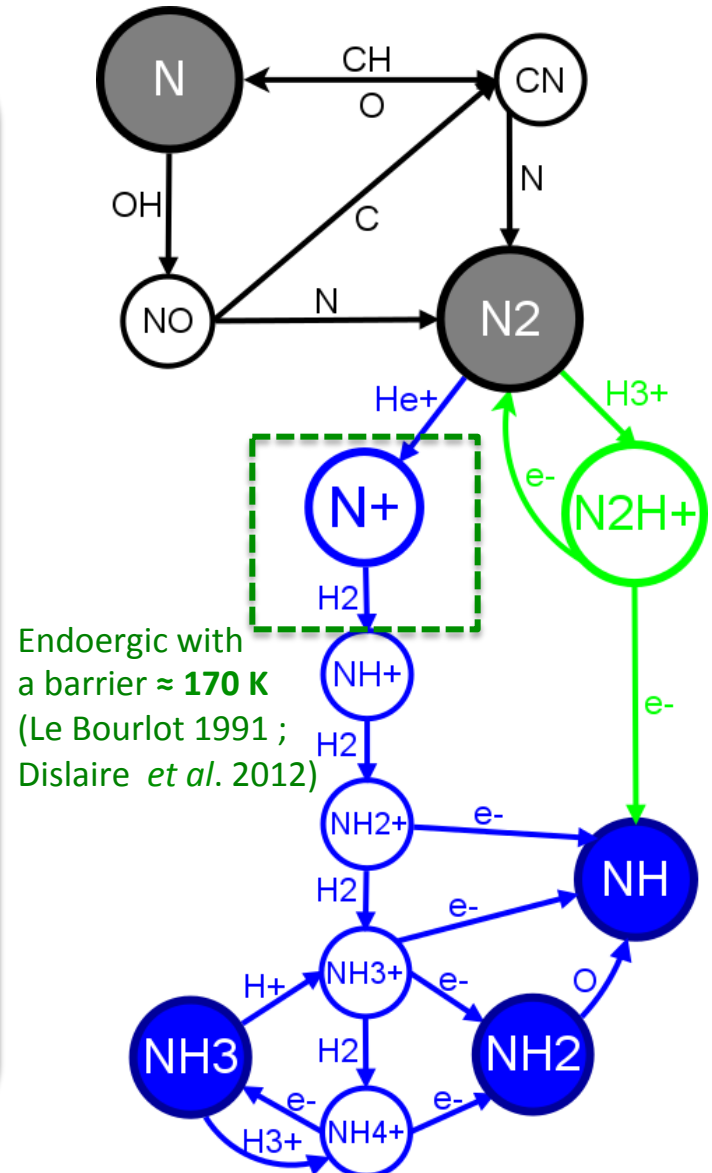 N
CH
CN
O
OH
C
N
NO
N
N2
He+
H3+
e-
N+
N2H+
H2
Endoergic with
a barrier ≈ 170 K
(Le Bourlot 1991 ;
Dislaire et al. 2012)
NH+
e-
H2
NH2+
e-
H2
NH
e-
NH3+
H+
e-
O
NH3
H2
NH2
e-
e-
H3+
NH4+